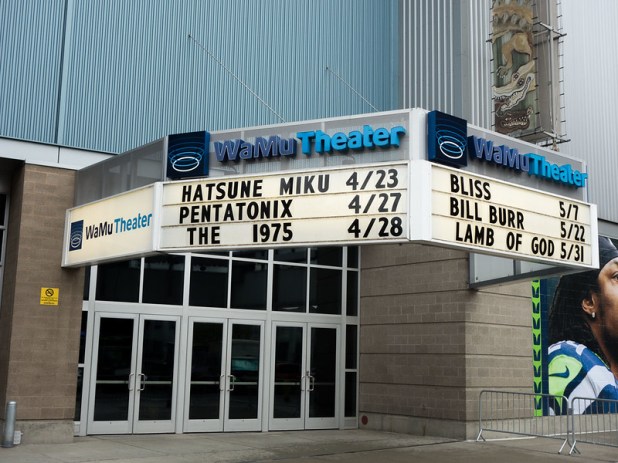 WaMu Theater
WaMu Theater
HATSUNE MIKU 4/23
PENTATONIX 4/27
THE 1975 4/28
WaMu Theater
BLISS 5/7
BILL BURR 5/22
LAMB OF GOD 5/31